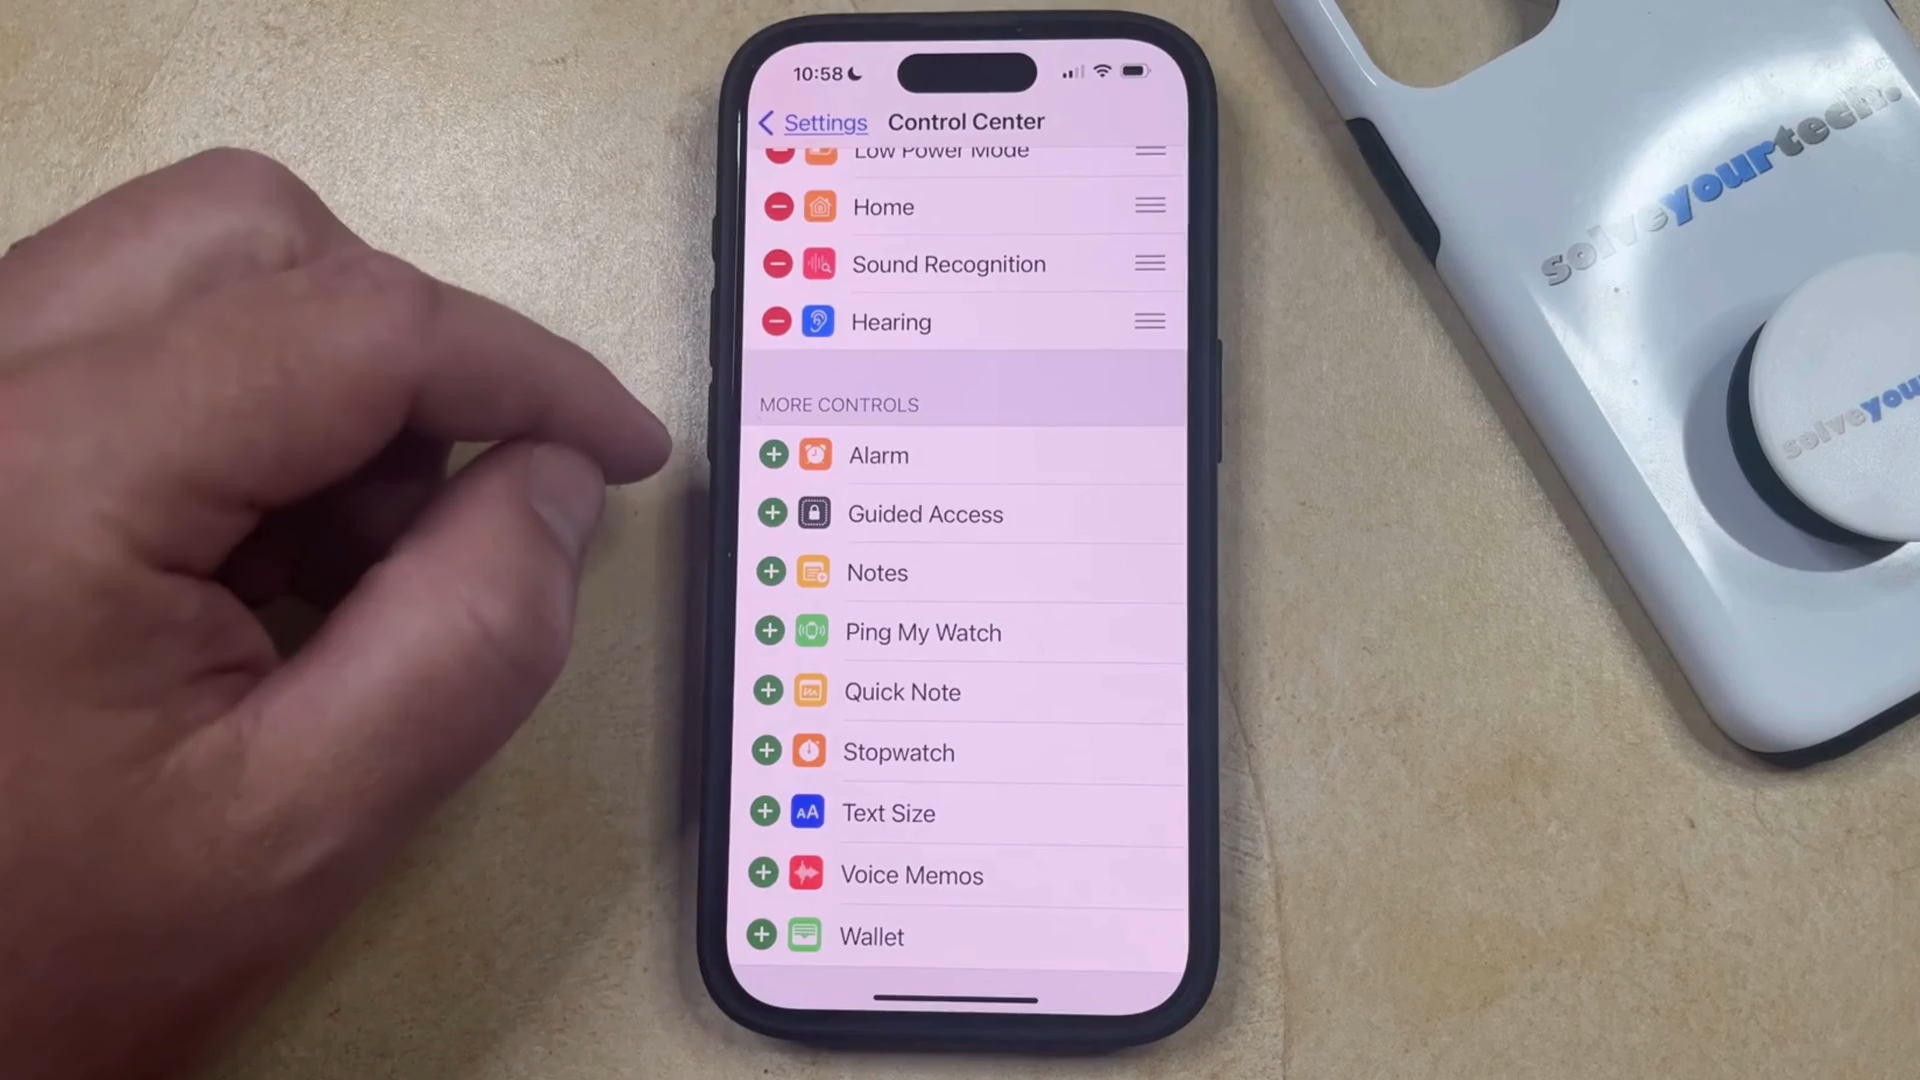 10:58
Settings Control Center
Low Power Mode
Home
Sound Recognition
Hearing
MORE CONTROLS
Alarm
Guided Access
Notes
Ping My Watch
Quick Note
Stopwatch
AA Text Size
Voice Memos
Wallet
solveyourtech.
solveyou